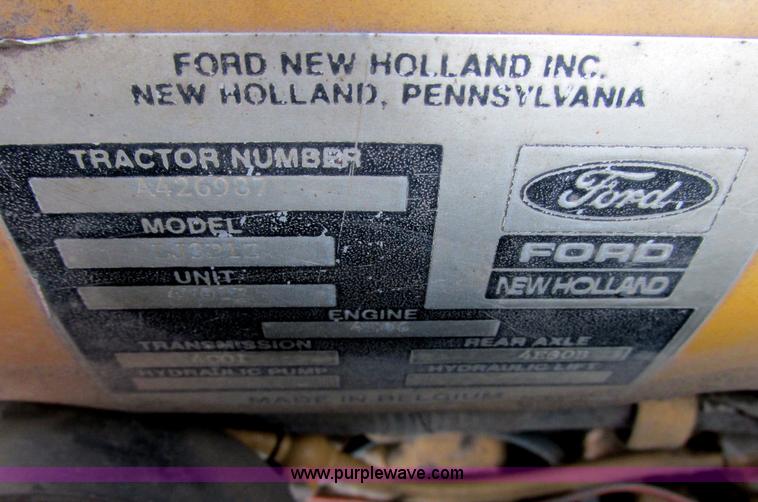 FORD NEW HOLLAND INC.
NEW HOLLAND, PENNSYLVANIA
TRACTOR NUMBER
A426987
MODEL
UNIT
Ford
FORD
NEW HOLLAND
ENGINE
TRANSMISSION
REAR AXLE
HYDRAULIC PUMP
HYDRAULIC LIFT
MADE IN BELGIUM
www.purplewave.com